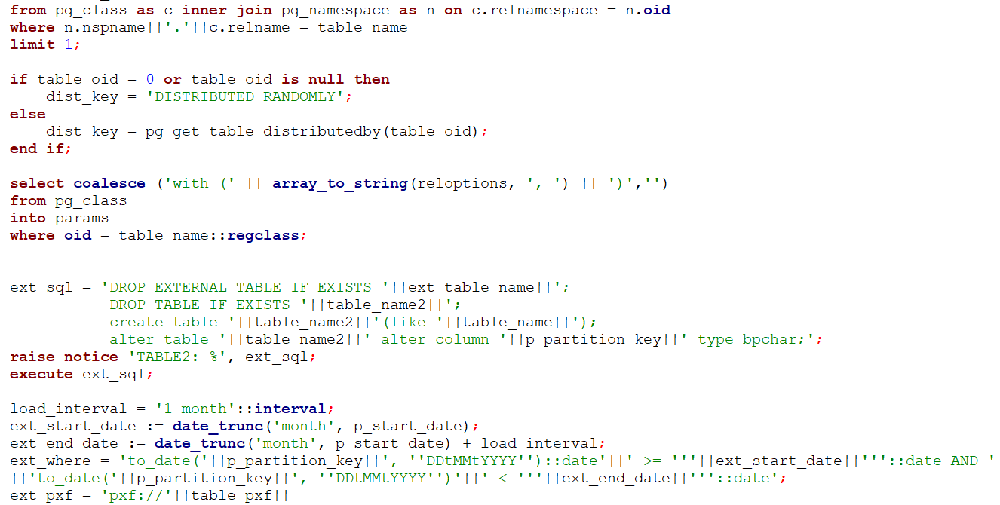 from pg_class as c inner join pg_namespace as n on c.relnamespace = n.oid
where n.nspname||'.'||c.relname = table_name
limit 1;
if table_oid = 0 or table_oid is null then
    dist_key = 'DISTRIBUTED RANDOMLY';
else
    dist_key = pg_get_table_distributedby(table_oid);
end if;
select coalesce ('with (' || array_to_string(reloptions, ', ') || ')','')
from pg_class
into params
where oid = table_name::regclass;
ext_sql = 'DROP EXTERNAL TABLE IF EXISTS '||ext_table_name||';
           DROP TABLE IF EXISTS '||table_name2||';
           create table '||table_name2||'(like '||table_name||');
           alter table '||table_name2||' alter column '||p_partition_key||' type bpchar;';
raise notice 'TABLE2: %', ext_sql;
execute ext_sql;
load_interval = '1 month'::interval;
ext_start_date := date_trunc('month', p_start_date);
ext_end_date := date_trunc('month', p_start_date) + load_interval;
ext_where = 'to_date('||p_partition_key||', ''DDtMMtYYYY'')::date'||' >= '''||ext_start_date||'''::date AND '
||'to_date('||p_partition_key||', ''DDtMMtYYYY'')'||' < '''||ext_end_date||'''::date';
ext_pxf = 'pxf://'||table_pxf||